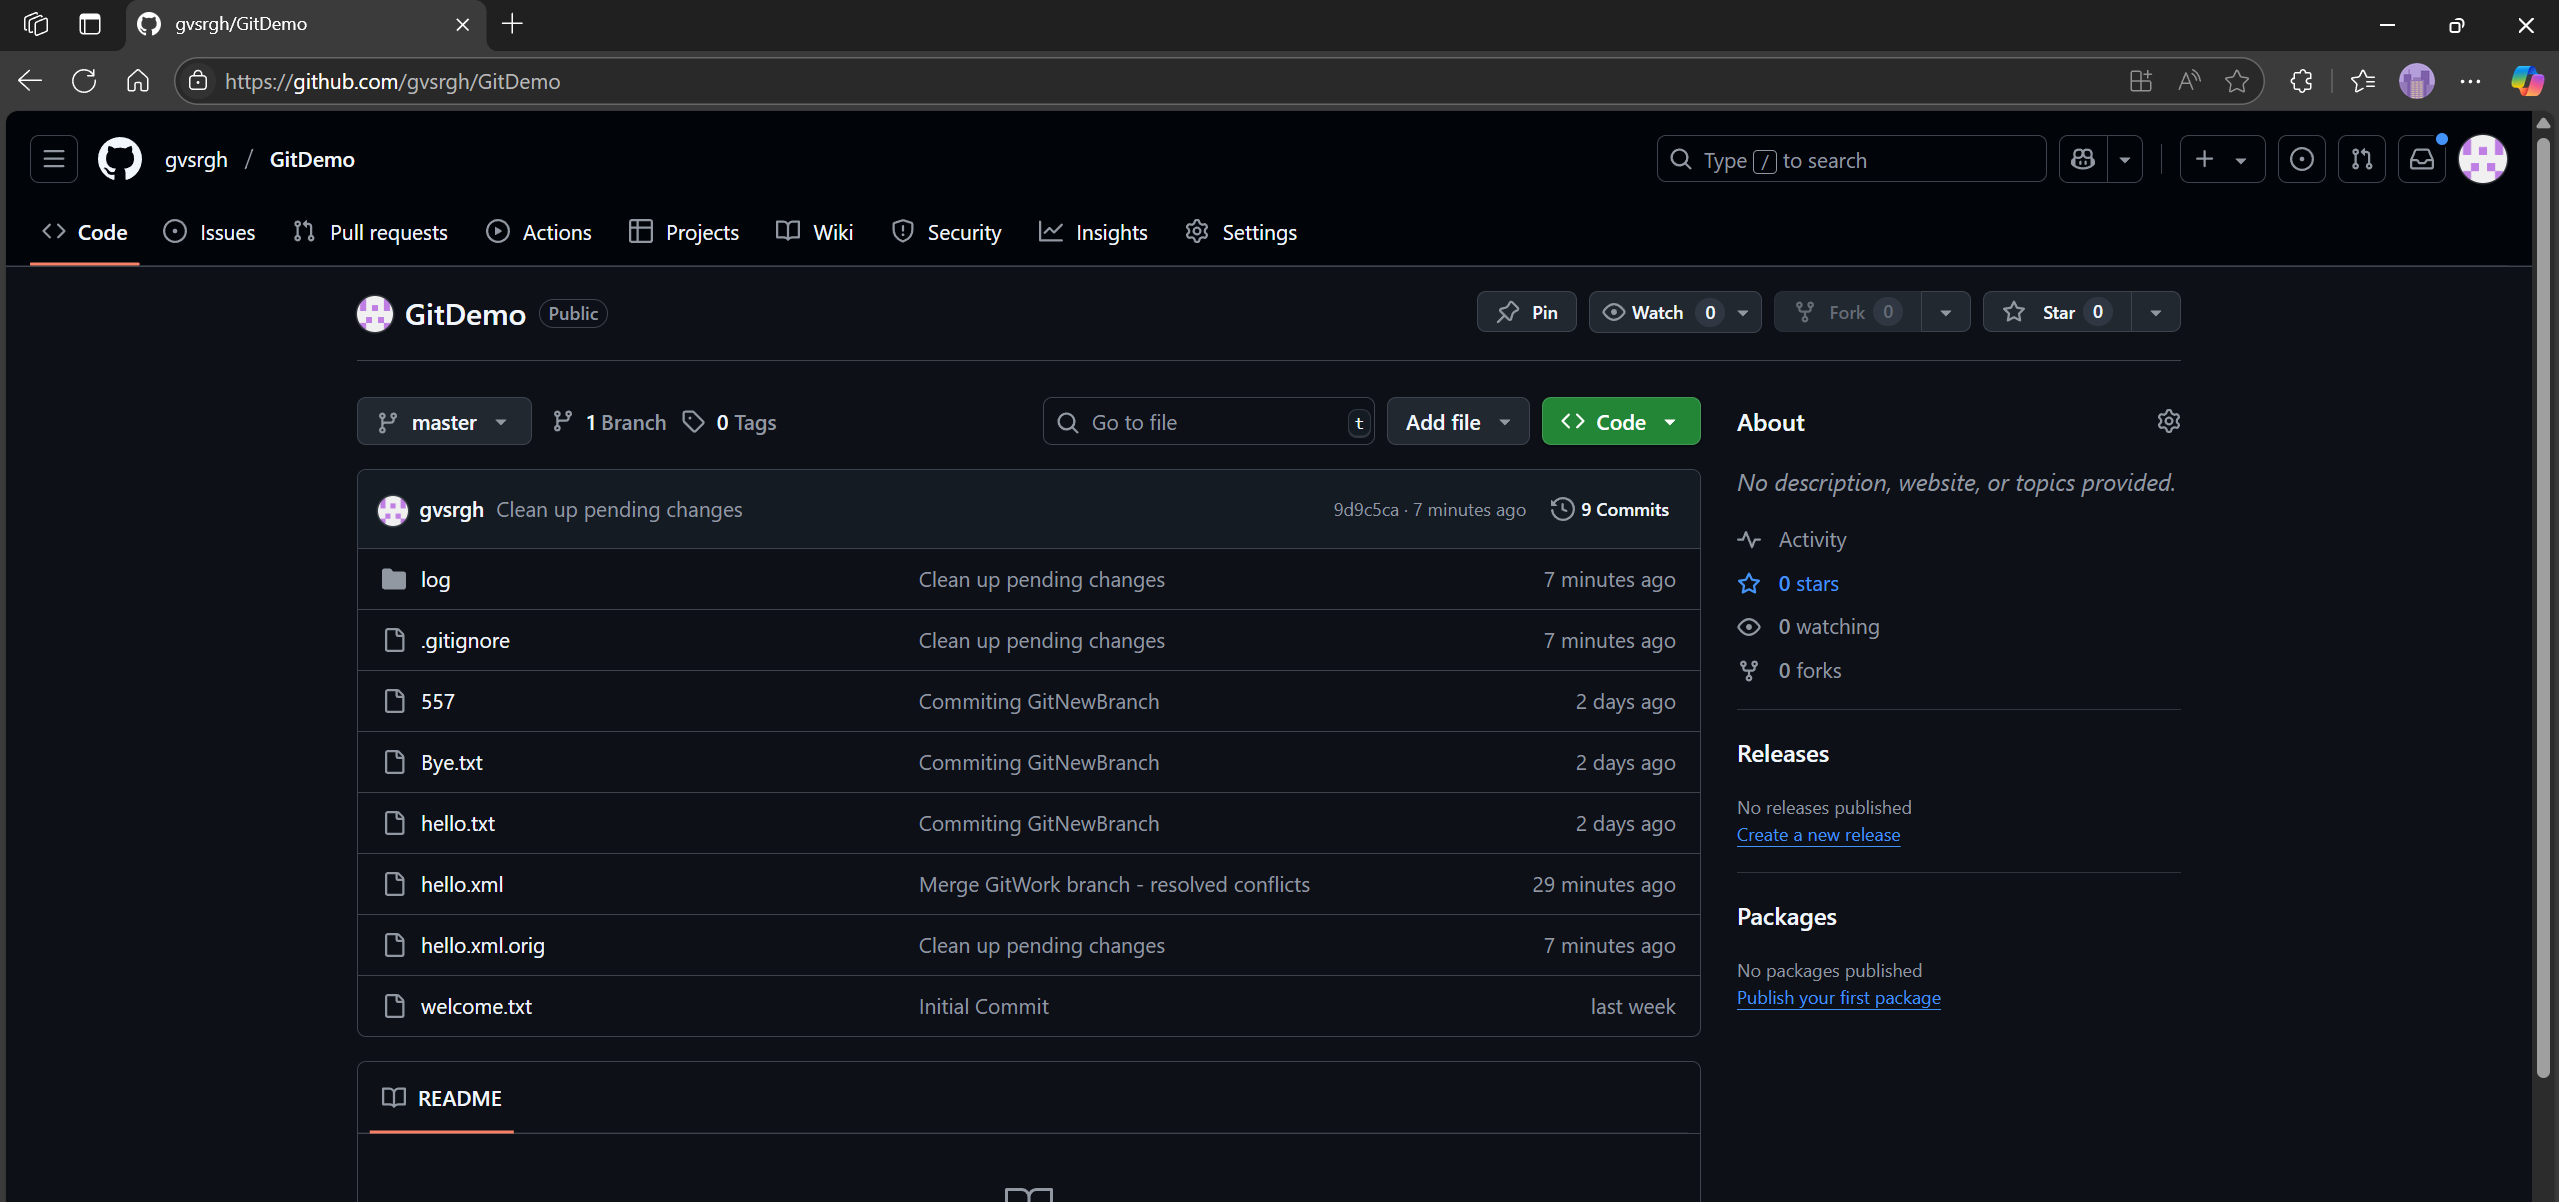 gvsrgh/GitDemo
https://github.com/gvsrgh/GitDemo
gvsrgh / GitDemo
Type / to search
Code Issues Pull requests Actions Projects Wiki Security Insights Settings
GitDemo Public
Pin Watch 0 Fork 0 Star 0
master 1 Branch 0 Tags
Go to file t Add file Code
gvsrgh Clean up pending changes 9d9c5ca · 7 minutes ago 9 Commits
log Clean up pending changes 7 minutes ago
.gitignore Clean up pending changes 7 minutes ago
557 Commiting GitNewBranch 2 days ago
Bye.txt Commiting GitNewBranch 2 days ago
hello.txt Commiting GitNewBranch 2 days ago
hello.xml Merge GitWork branch - resolved conflicts 29 minutes ago
hello.xml.orig Clean up pending changes 7 minutes ago
welcome.txt Initial Commit last week
README
About
No description, website, or topics provided.
Activity
0 stars
0 watching
0 forks
Releases
No releases published
Create a new release
Packages
No packages published
Publish your first package